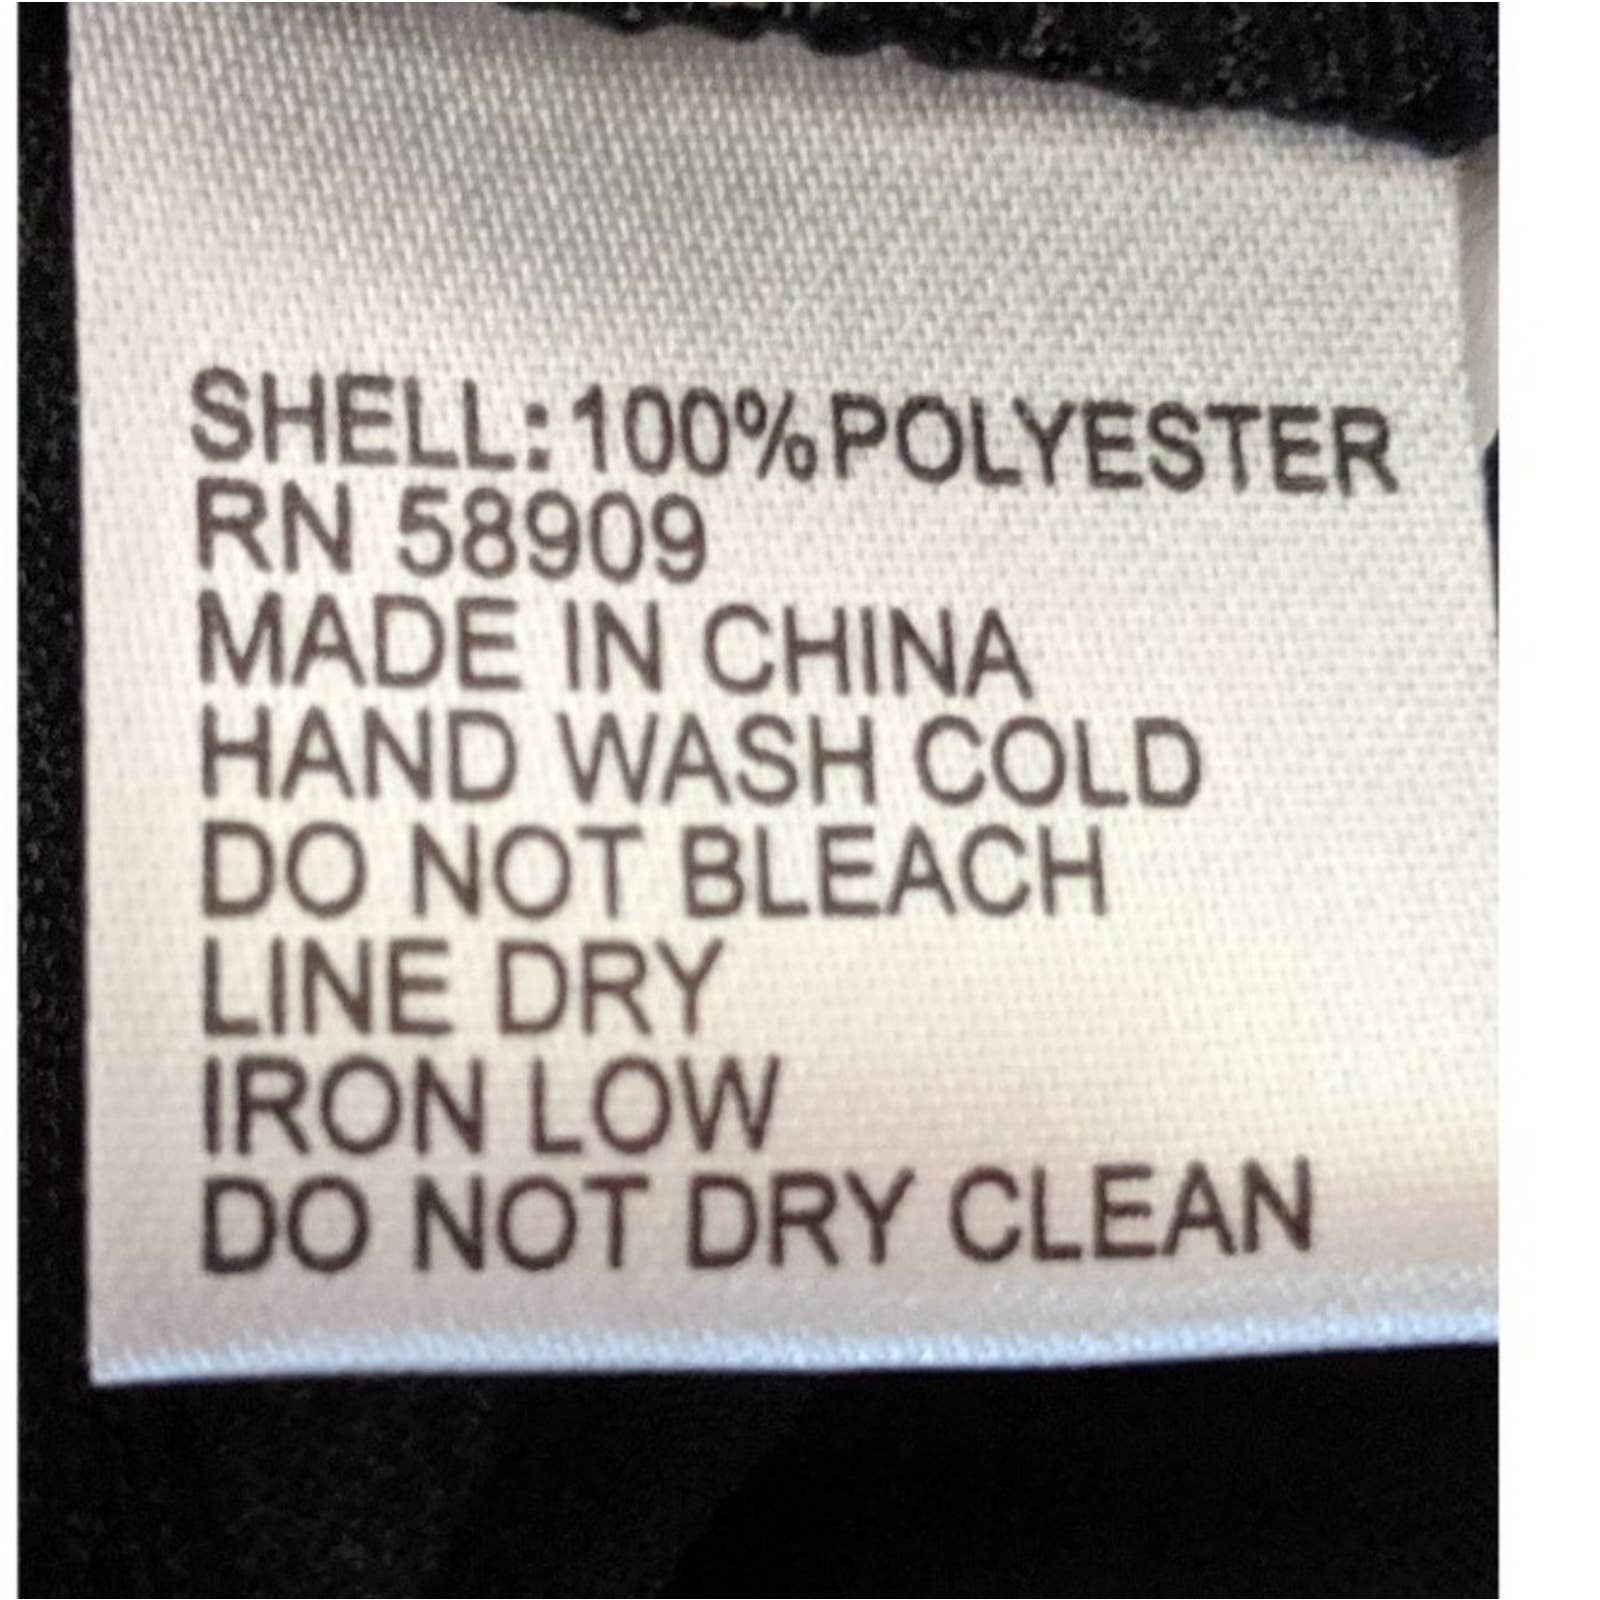 SHELL: 100% POLYESTER
RN 58909
MADE IN CHINA
HAND WASH COLD
DO NOT BLEACH
LINE DRY
IRON LOW
DO NOT DRY CLEAN